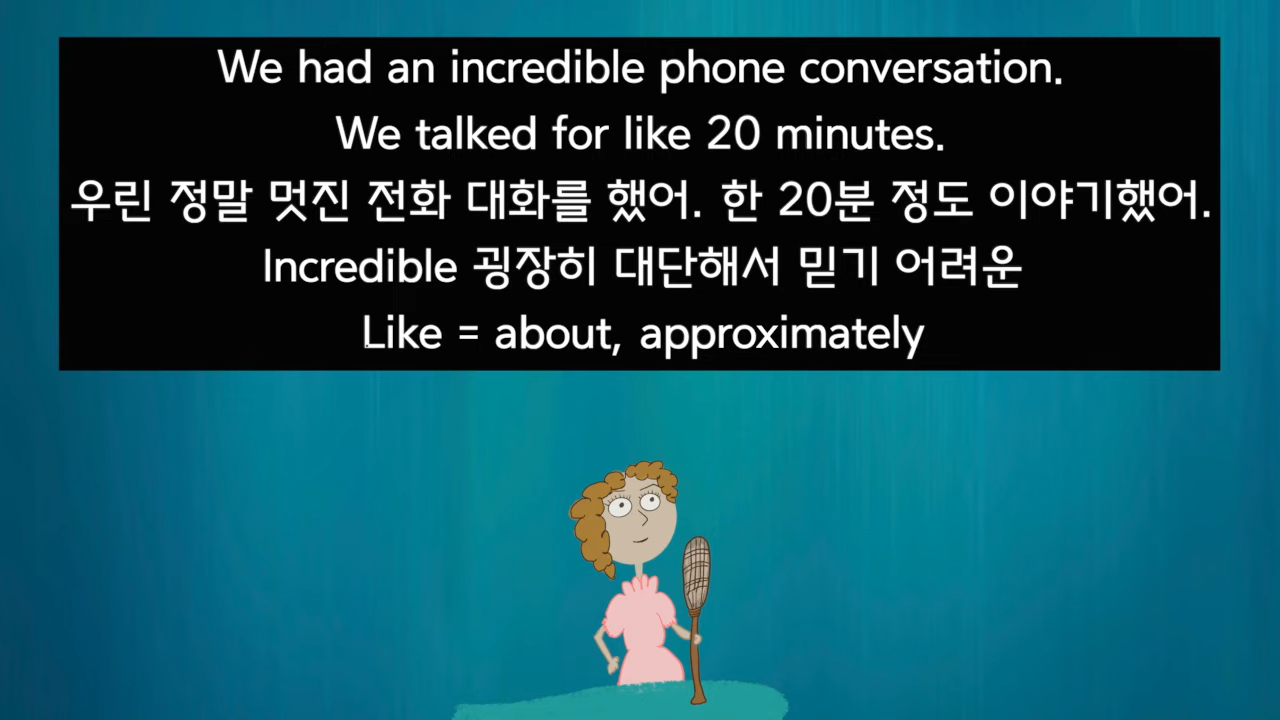 We had an incredible phone conversation.
We talked for like 20 minutes.
우린 정말 멋진 전화 대화를 했어. 한 20분 정도 이야기했어.
Incredible 굉장히 대단해서 믿기 어려운
Like = about, approximately